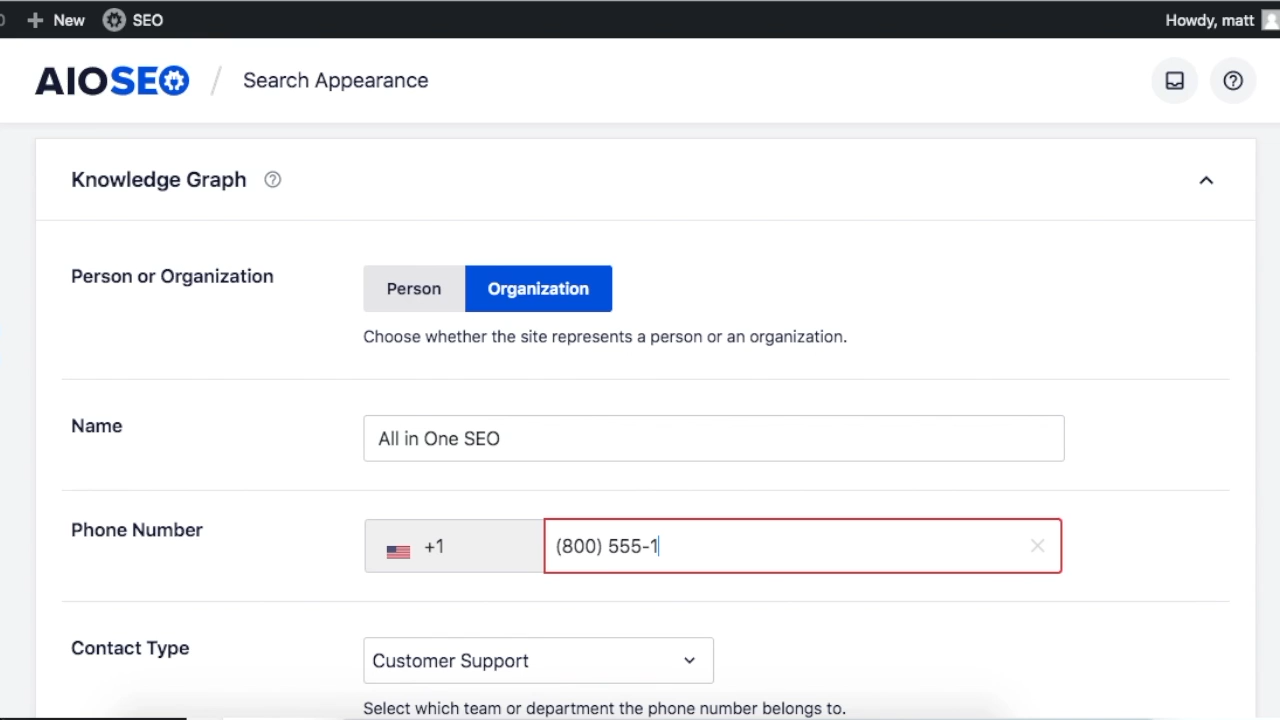 New SEO Howdy, matt
AIOSEO / Search Appearance
Knowledge Graph
Person or Organization
Person Organization
Choose whether the site represents a person or an organization.
Name
All in One SEO
Phone Number
+1 (800) 555-1
Contact Type
Customer Support
Select which team or department the phone number belongs to.